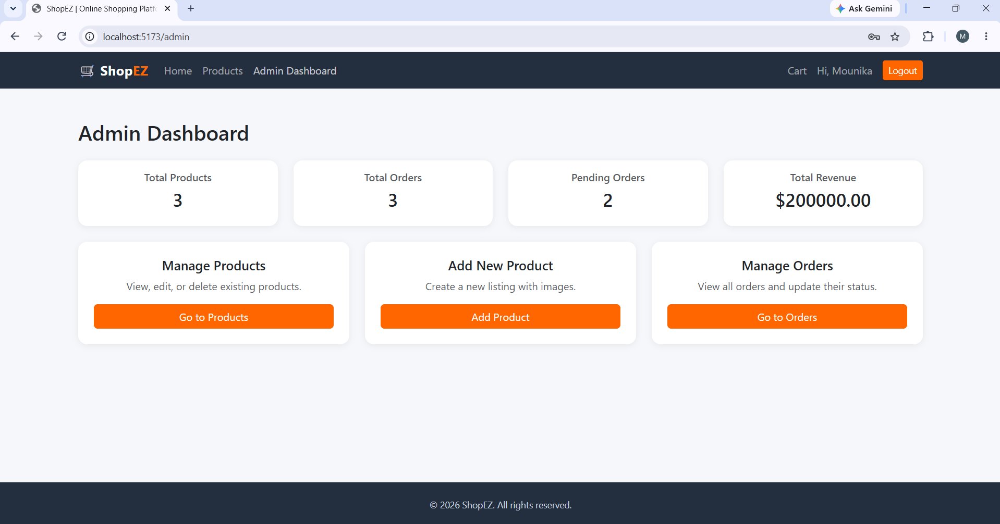 ShopEZ | Online Shopping Platf
Ask Gemini
localhost:5173/admin
M
ShopEZ Home Products Admin Dashboard Cart Hi, Mounika Logout
Admin Dashboard
Total Products
3
Total Orders
3
Pending Orders
2
Total Revenue
$200000.00
Manage Products
View, edit, or delete existing products.
Go to Products
Add New Product
Create a new listing with images.
Add Product
Manage Orders
View all orders and update their status.
Go to Orders
© 2026 ShopEZ. All rights reserved.